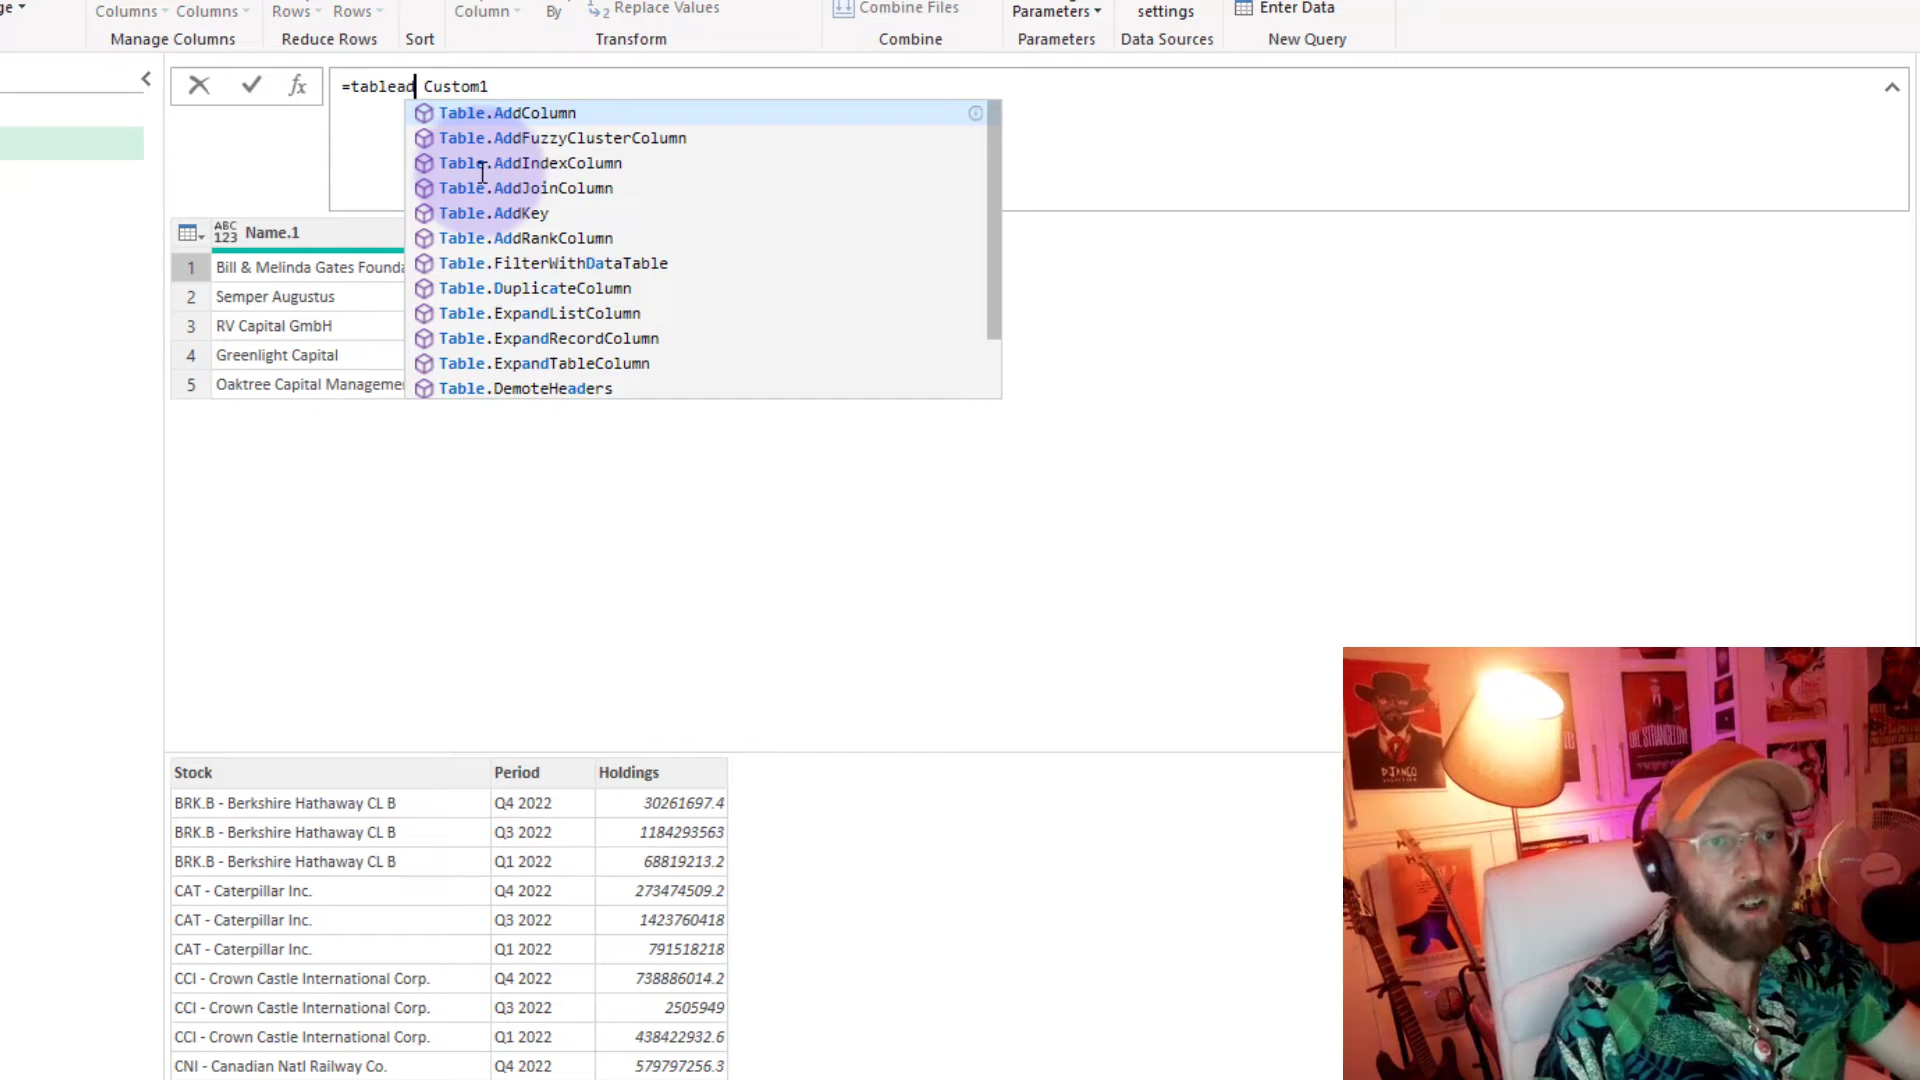 ge
Columns Columns Rows Rows Column By Replace Values Combine Files Parameters settings Enter Data
Manage Columns Reduce Rows Sort Transform Combine Parameters Data Sources New Query
=tablead Custom1
Table.AddColumn
Table.AddFuzzyClusterColumn
Table.AddIndexColumn
Table.AddJoinColumn
Table.AddKey
Table.AddRankColumn
Table.FilterWithDataTable
Table.DuplicateColumn
Table.ExpandListColumn
Table.ExpandRecordColumn
Table.ExpandTableColumn
Table.DemoteHeaders
ABC 123 Name.1
1 Bill & Melinda Gates Founda
2 Semper Augustus
3 RV Capital GmbH
4 Greenlight Capital
5 Oaktree Capital Manageme
Stock Period Holdings
BRK.B - Berkshire Hathaway CL B Q4 2022 30261697.4
BRK.B - Berkshire Hathaway CL B Q3 2022 1184293563
BRK.B - Berkshire Hathaway CL B Q1 2022 68819213.2
CAT - Caterpillar Inc. Q4 2022 273474509.2
CAT - Caterpillar Inc. Q3 2022 1423760418
CAT - Caterpillar Inc. Q1 2022 791518218
CCI - Crown Castle International Corp. Q4 2022 738886014.2
CCI - Crown Castle International Corp. Q3 2022 2505949
CCI - Crown Castle International Corp. Q1 2022 438422932.6
CNI - Canadian Natl Railway Co. Q4 2022 579797256.3
DJANGO
DR. STRANGELOVE